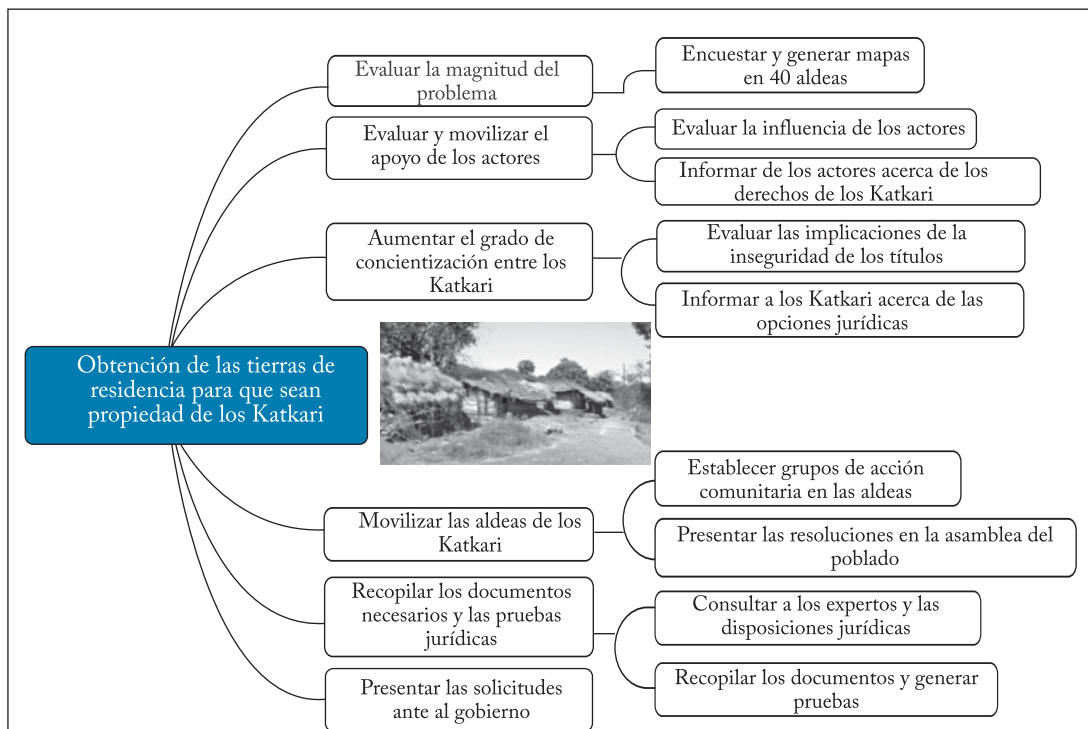 Evaluar la magnitud del
problema
Encuestar y generar mapas
en 40 aldeas
Evaluar y movilizar el
apoyo de los actores
Evaluar la influencia de los actores
Informar de los actores acerca de los
derechos de los Katkari
Aumentar el grado de
concientización entre los
Katkari
Evaluar las implicaciones de la
inseguridad de los títulos
Informar a los Katkari acerca de las
opciones jurídicas
Obtención de las tierras de
residencia para que sean
propiedad de los Katkari
Movilizar las aldeas de los
Katkari
Establecer grupos de acción
comunitaria en las aldeas
Presentar las resoluciones en la asamblea del
poblado
Recopilar los documentos
necesarios y las pruebas
jurídicas
Consultar a los expertos y las
disposiciones jurídicas
Recopilar los documentos y generar
pruebas
Presentar las solicitudes
ante al gobierno